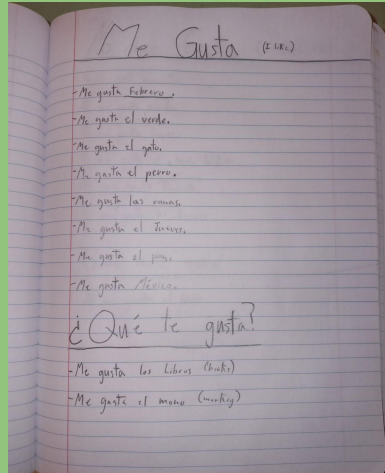 Me Gusta (I like)
- Me gusta Febrero.
- Me gusta el verde.
- Me gusta el gato.
- Me gusta el perro.
- Me gusta las
- Me gusta el Jueves.
- Me gusta el
- Me gusta México.
¿Qué te gusta?
- Me gusta los Libros (books)
- Me gusta el mono (monkey)